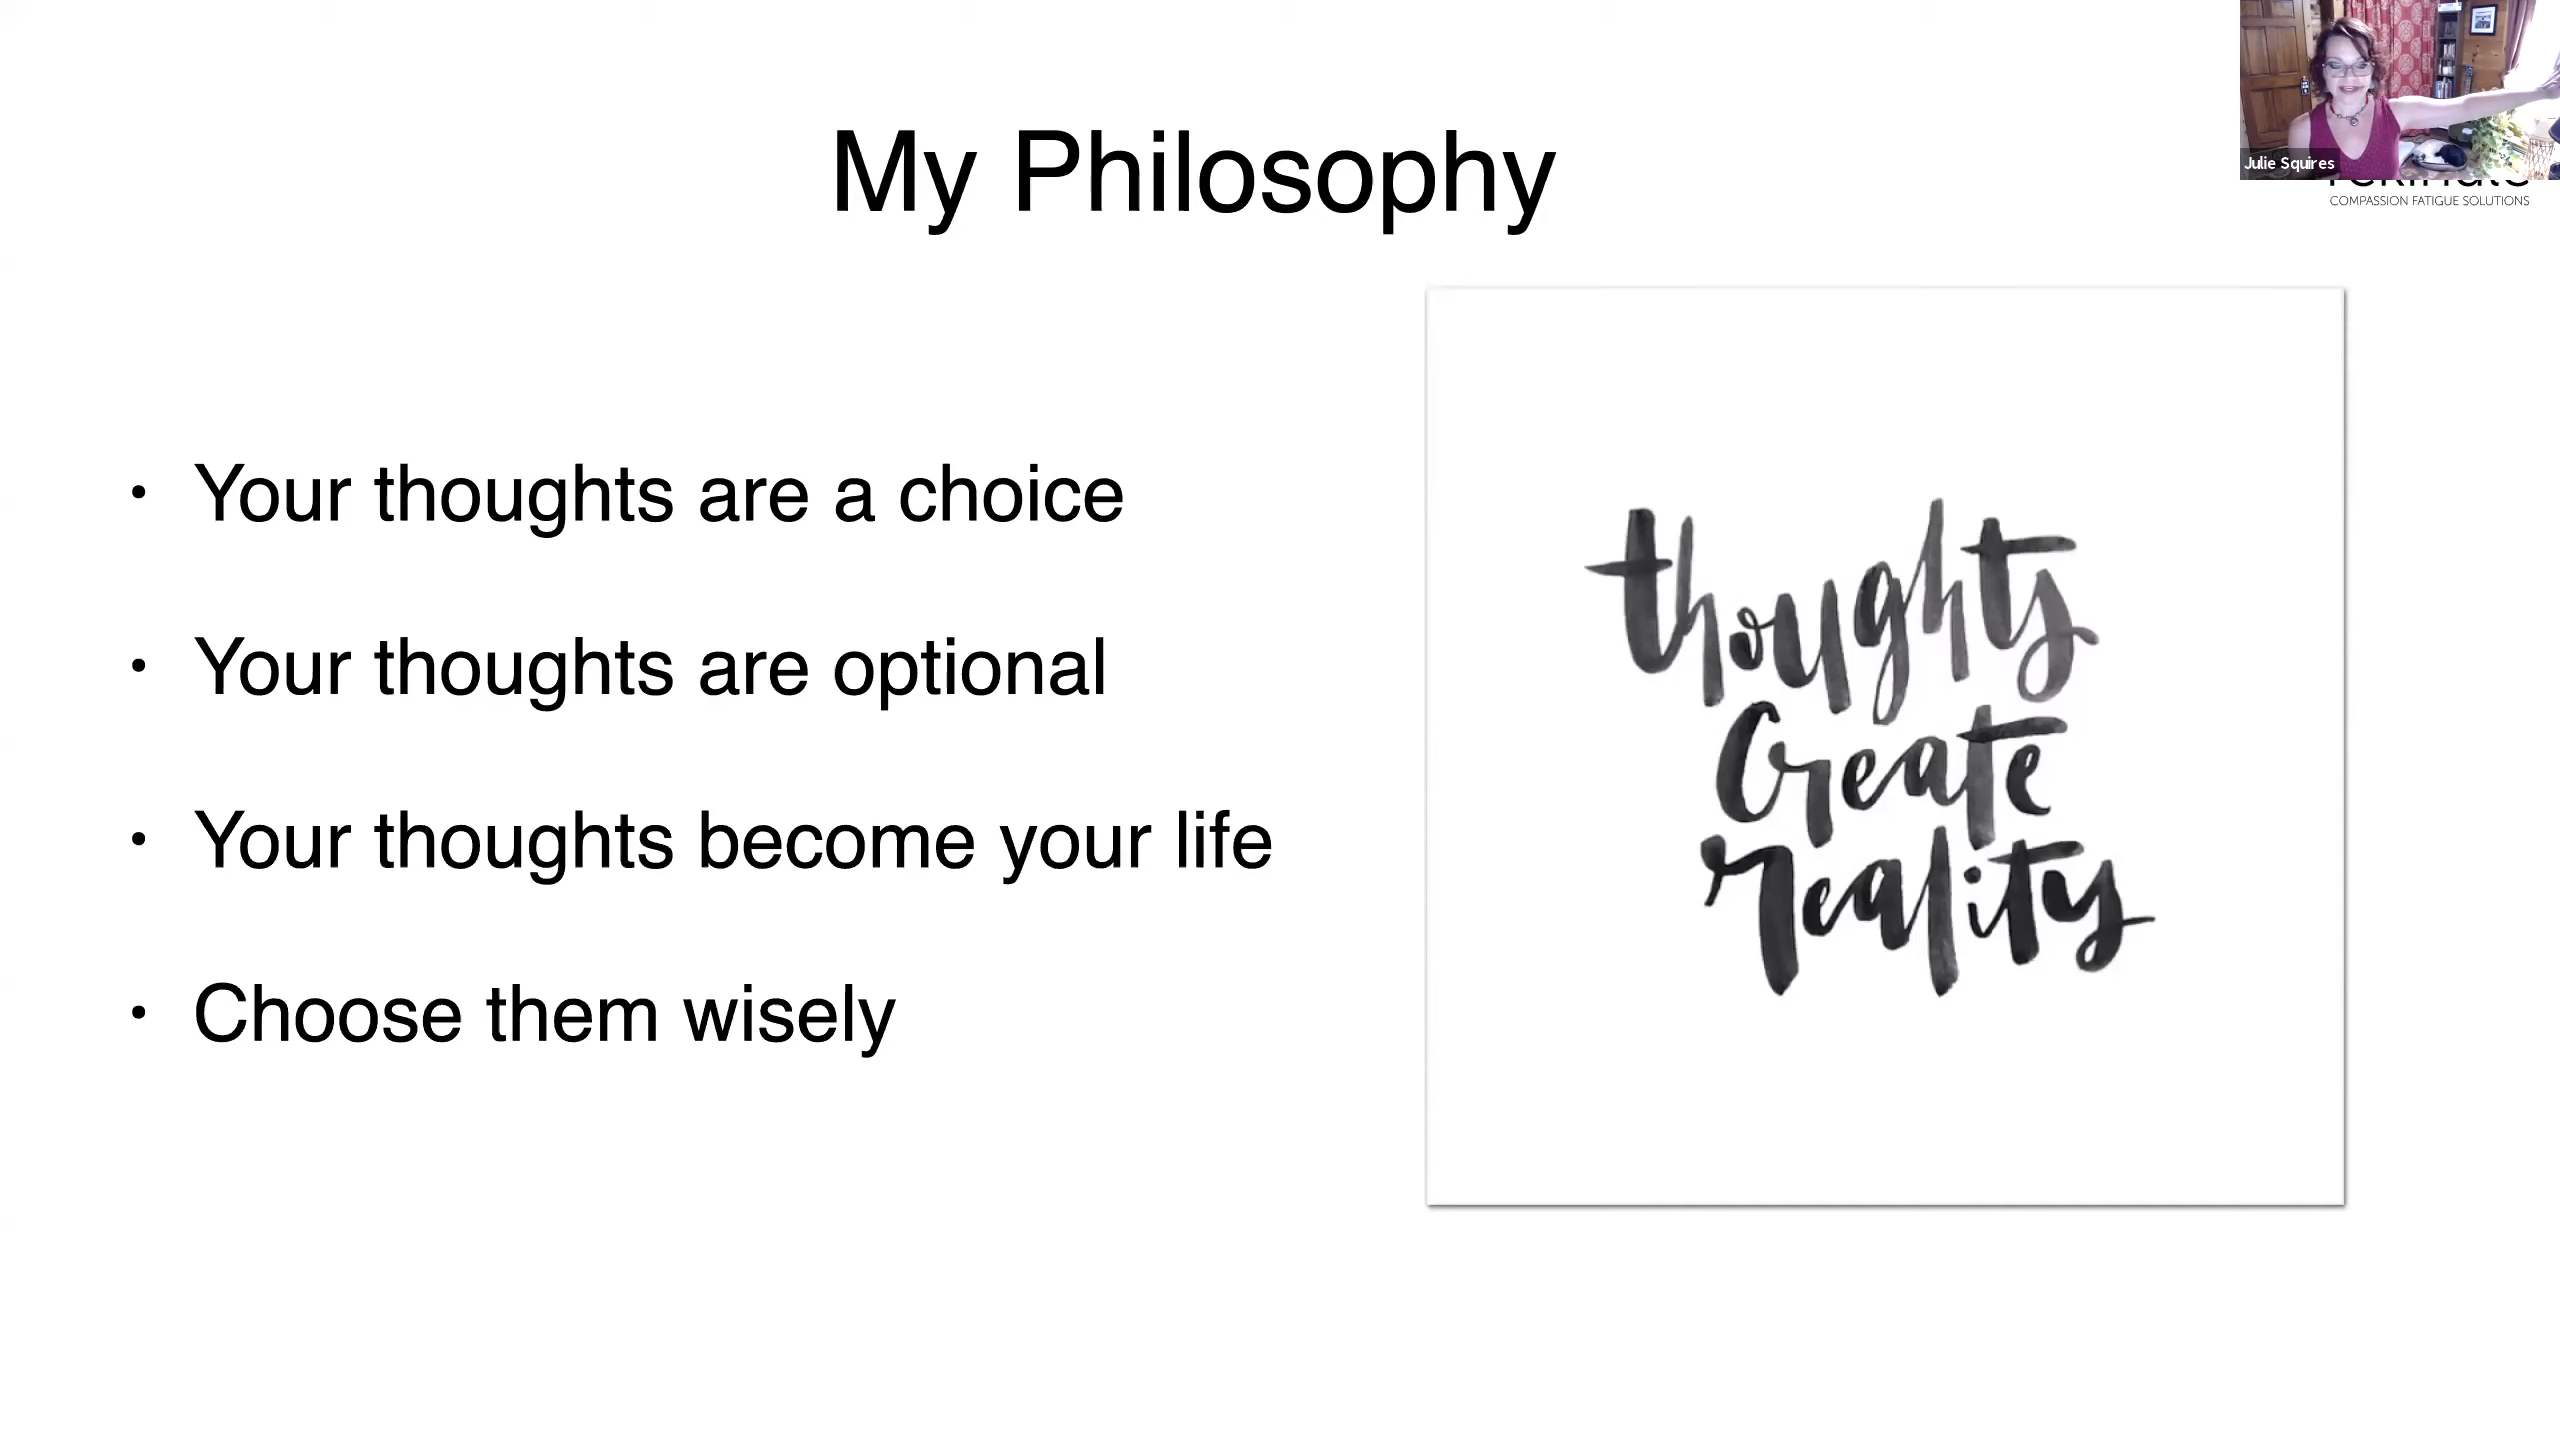 My Philosophy
Julie Squires
COMPASSION FATIGUE SOLUTIONS
• Your thoughts are a choice
• Your thoughts are optional
• Your thoughts become your life
• Choose them wisely
thoughts
Create
reality